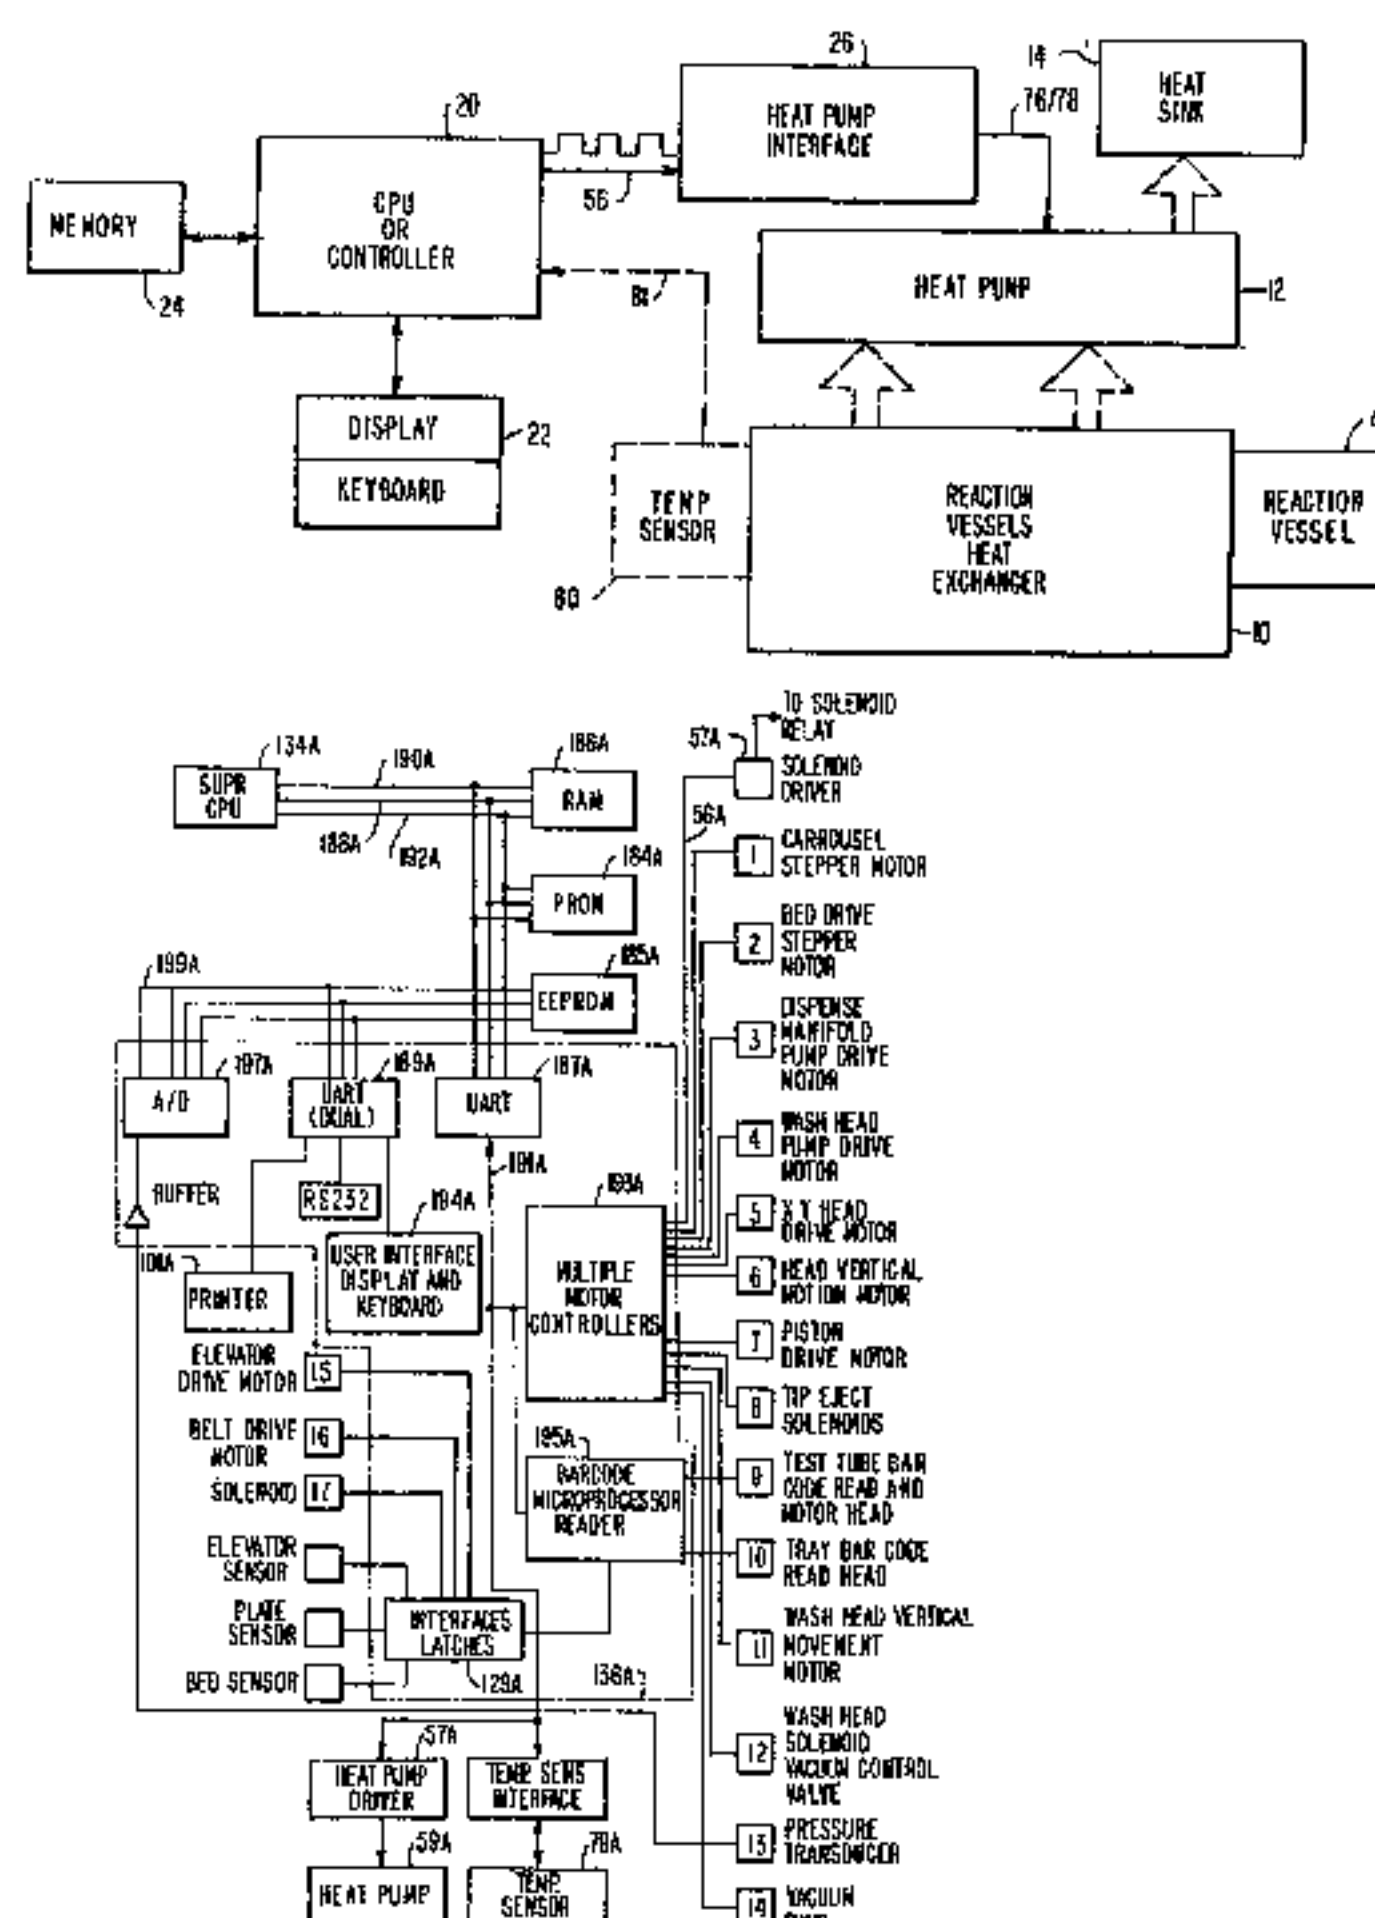 26
14
HEAT
SINK
76/78
20
HEAT PUMP
INTERFACE
CPU
OR
CONTROLLER
56
MEMORY
24
HEAT PUMP
12
DISPLAY
22
KEYBOARD
TEMP
SENSOR
60
REACTION
VESSELS
HEAT
EXCHANGER
REACTION
VESSEL
10
TO SOLENOID
RELAY
57A
SOLENOID
DRIVER
134A
SUPR
CPU
190A
186A
RAM
188A
192A
56A
1
CAROUSEL
STEPPER MOTOR
184A
PROM
2
BED DRIVE
STEPPER
MOTOR
199A
185A
EEPROM
3
DISPENSE
MANIFOLD
PUMP DRIVE
MOTOR
197A
A/D
189A
UART
(DUAL)
187A
UART
4
WASH HEAD
PUMP DRIVE
MOTOR
191A
BUFFER
RS232
194A
193A
5
X Y HEAD
DRIVE MOTOR
USER INTERFACE
DISPLAY AND
KEYBOARD
PRINTER
MULTIPLE
MOTOR
CONTROLLERS
6
HEAD VERTICAL
MOTION MOTOR
7
PISTON
DRIVE MOTOR
ELEVATOR
DRIVE MOTOR
15
8
TIP EJECT
SOLENOIDS
BELT DRIVE
MOTOR
16
195A
BARCODE
MICROPROCESSOR
READER
9
TEST TUBE BAR
CODE READ AND
MOTOR HEAD
SOLENOID
17
ELEVATOR
SENSOR
10
TRAY BAR CODE
READ HEAD
PLATE
SENSOR
INTERFACES
LATCHES
11
WASH HEAD VERTICAL
MOVEMENT
MOTOR
BED SENSOR
129A
136A
12
WASH HEAD
SOLENOID
VACUUM CONTROL
VALVE
57A
HEAT PUMP
DRIVER
TEMP SENS
INTERFACE
13
PRESSURE
TRANSDUCER
59A
HEAT PUMP
78A
TEMP
SENSOR
14
VACUUM